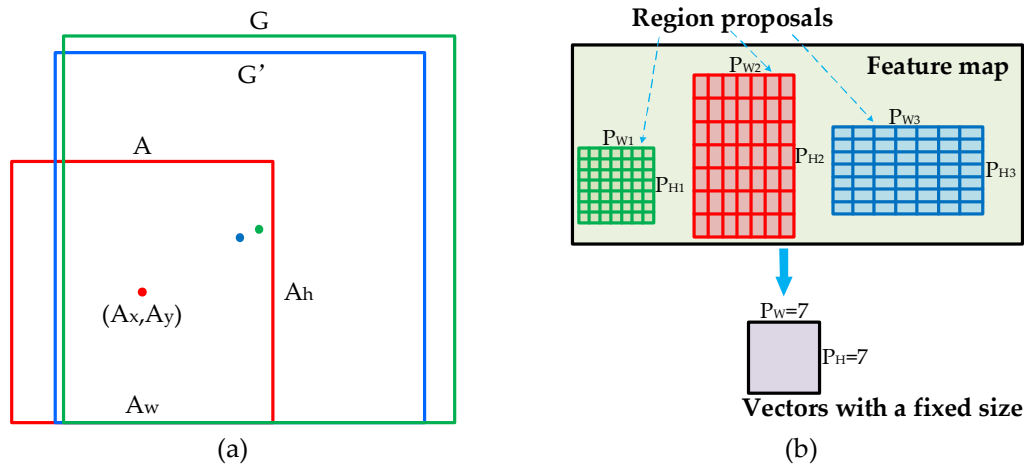 G
G’
A
Ah
(Ax,Ay)
Aw
(a)
Region proposals
Feature map
PW2
PW3
PW1
PH2
PH1
PH3
PW=7
PH=7
Vectors with a fixed size
(b)